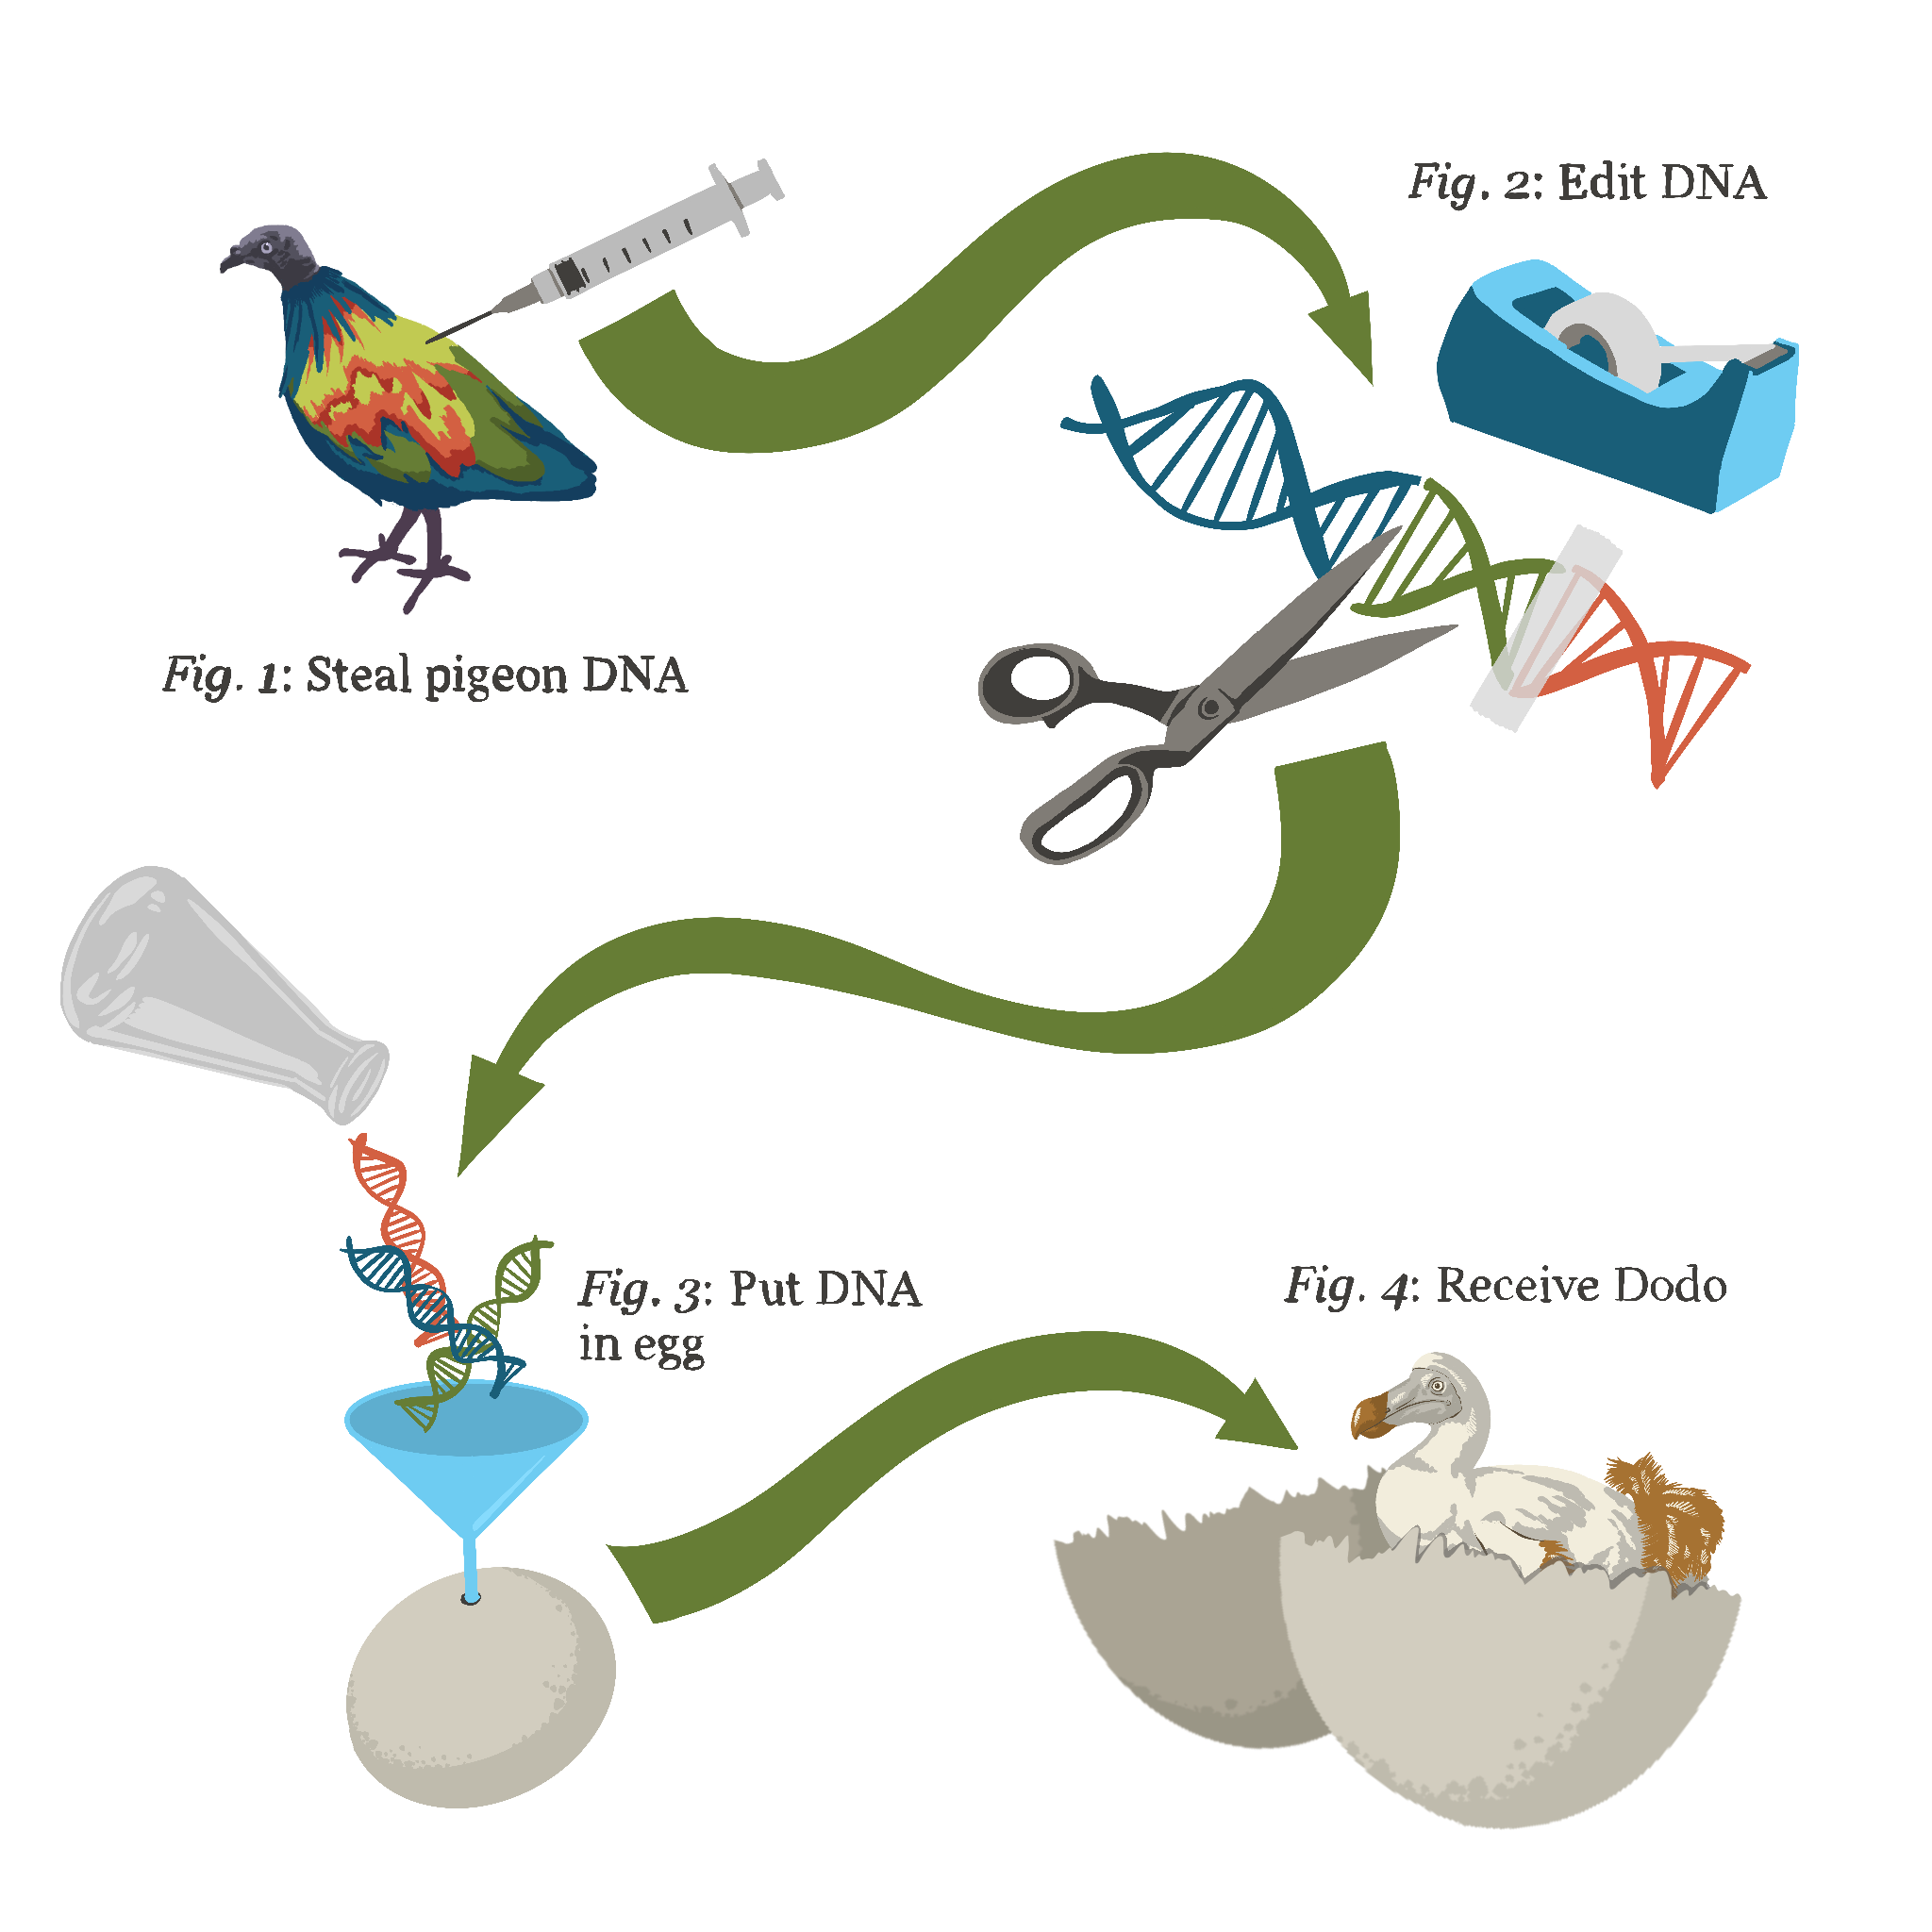 Fig. 1: Steal pigeon DNA
Fig. 2: Edit DNA
Fig. 3: Put DNA
in egg
Fig. 4: Receive Dodo